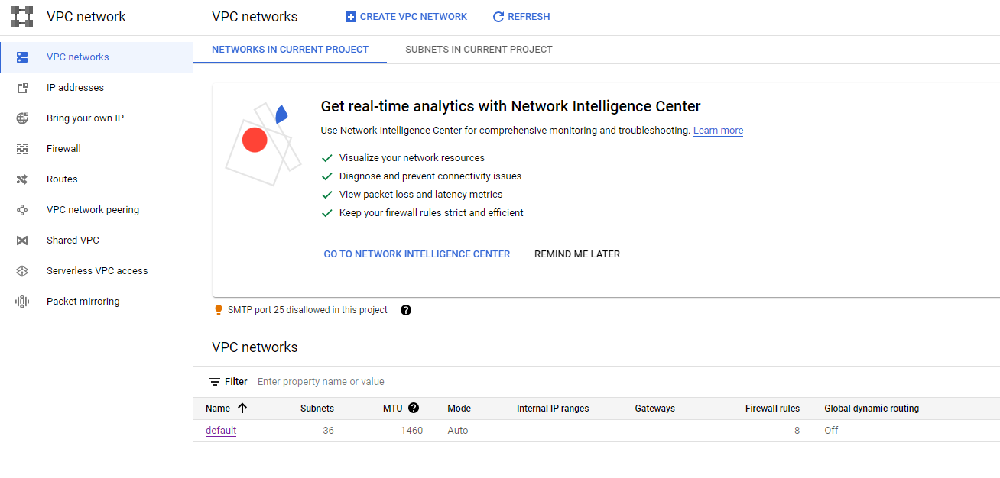 VPC network
VPC networks
CREATE VPC NETWORK
REFRESH
VPC networks
IP addresses
Bring your own IP
Firewall
Routes
VPC network peering
Shared VPC
Serverless VPC access
Packet mirroring
NETWORKS IN CURRENT PROJECT
SUBNETS IN CURRENT PROJECT
Get real-time analytics with Network Intelligence Center
Use Network Intelligence Center for comprehensive monitoring and troubleshooting. Learn more
Visualize your network resources
Diagnose and prevent connectivity issues
View packet loss and latency metrics
Keep your firewall rules strict and efficient
GO TO NETWORK INTELLIGENCE CENTER
REMIND ME LATER
SMTP port 25 disallowed in this project
VPC networks
Filter Enter property name or value
Name Subnets MTU Mode Internal IP ranges Gateways Firewall rules Global dynamic routing
default 36 1460 Auto 8 Off